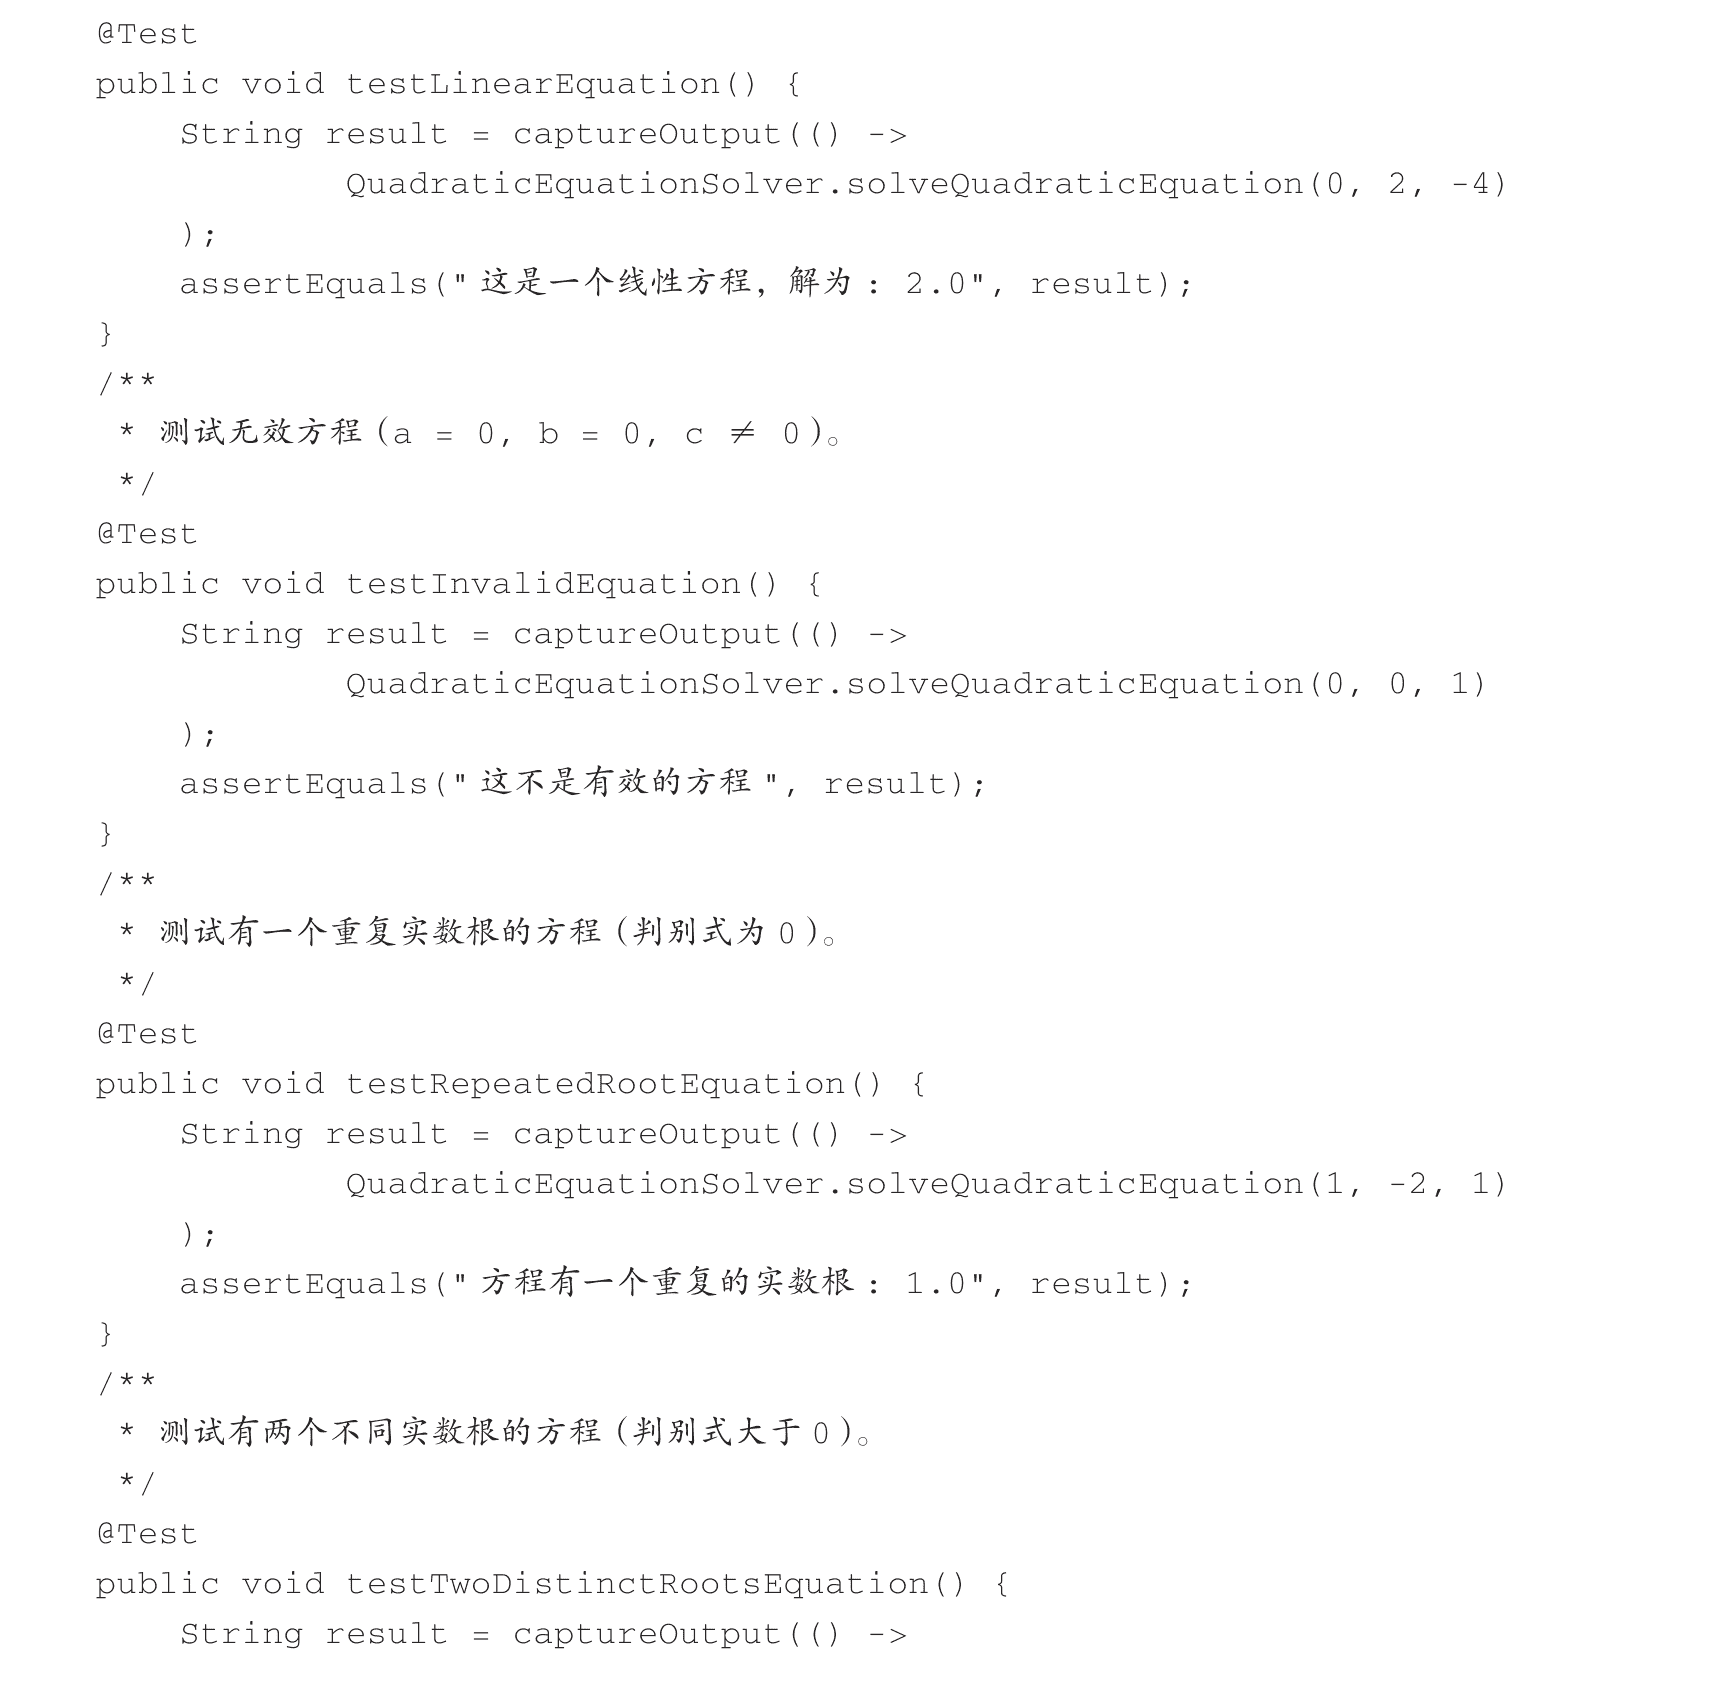 @Test
public void testLinearEquation() {
    String result = captureOutput(() ->
            QuadraticEquationSolver.solveQuadraticEquation(0, 2, -4)
    );
    assertEquals("这是一个线性方程，解为: 2.0", result);
}
/**
 * 测试无效方程(a = 0, b = 0, c ≠ 0)。
 */
@Test
public void testInvalidEquation() {
    String result = captureOutput(() ->
            QuadraticEquationSolver.solveQuadraticEquation(0, 0, 1)
    );
    assertEquals("这不是有效的方程", result);
}
/**
 * 测试有一个重复实数根的方程(判别式为0)。
 */
@Test
public void testRepeatedRootEquation() {
    String result = captureOutput(() ->
            QuadraticEquationSolver.solveQuadraticEquation(1, -2, 1)
    );
    assertEquals("方程有一个重复的实数根: 1.0", result);
}
/**
 * 测试有两个不同实数根的方程(判别式大于0)。
 */
@Test
public void testTwoDistinctRootsEquation() {
    String result = captureOutput(() ->